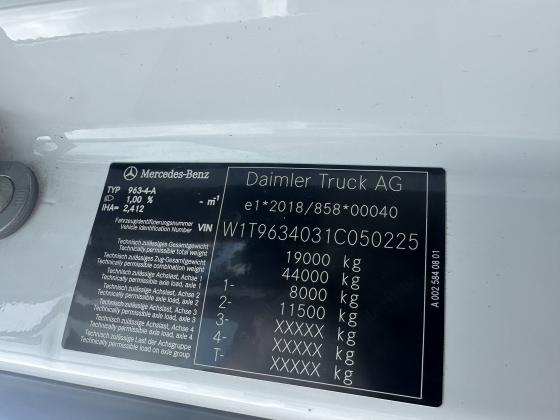 Mercedes-Benz
TYP 963-4-A
1,00 % - m⁻¹
IHA= 2,412
Fahrzeugidentifizierungsnummer
Vehicle Identification Number VIN
Technisch zulässiges Gesamtgewicht
Technically permissible total weight
Technisch zulässiges Zug-Gesamtgewicht
Technically permissible combination weight
Technisch zulässige Achslast, Achse 1
Technically permissible axle load, axle 1
Technisch zulässige Achslast, Achse 2
Technically permissible axle load, axle 2
Technisch zulässige Achslast, Achse 3
Technically permissible axle load, axle 3
Technisch zulässige Achslast, Achse 4
Technically permissible axle load, axle 4
Technisch zulässige Last der Achsgruppe
Technically permissible load on axle group
Daimler Truck AG
e1*2018/858*00040
W1T9634031C050225
19000 kg
44000 kg
1- 8000 kg
2- 11500 kg
3- XXXXX kg
4- XXXXX kg
T- XXXXX kg
A 002 584 08 01